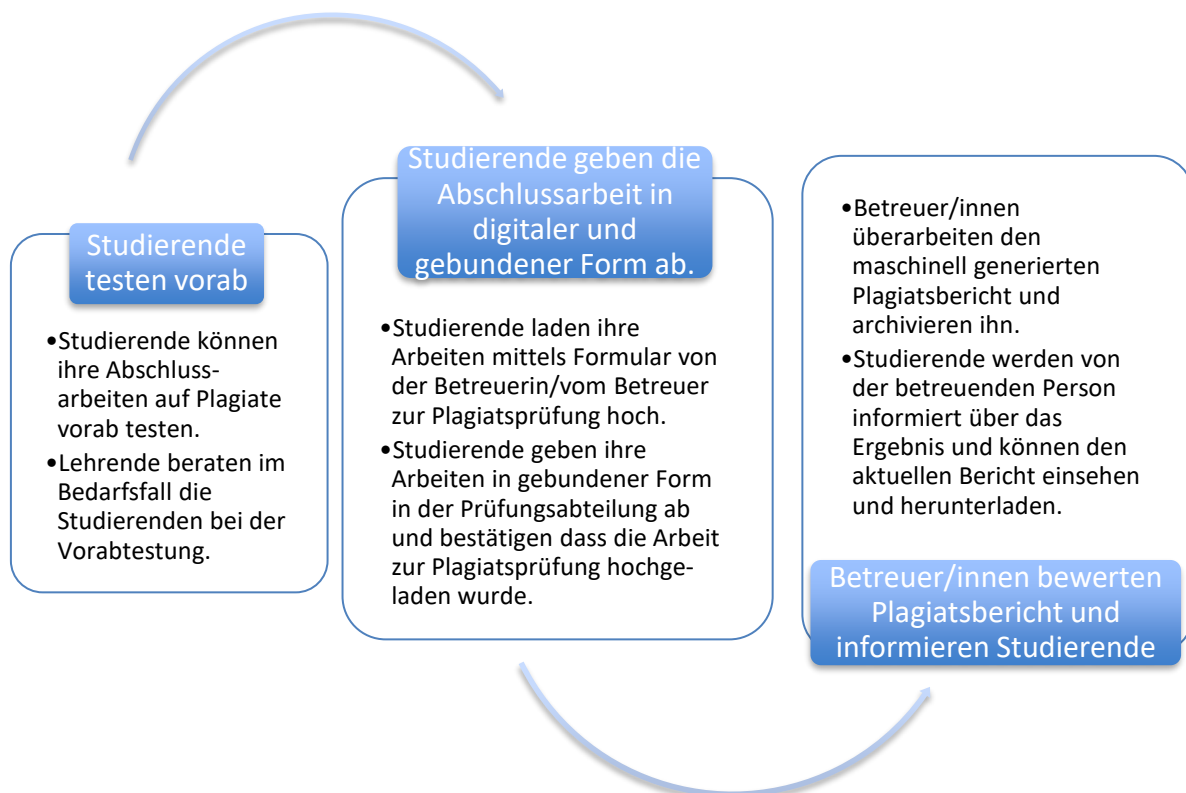 Studierende
testen vorab
•Studierende können
ihre Abschluss-
arbeiten auf Plagiate
vorab testen.
•Lehrende beraten im
Bedarfsfall die
Studierenden bei der
Vorabtestung.
Studierende geben die
Abschlussarbeit in
digitaler und
gebundener Form ab.
•Studierende laden ihre
Arbeiten mittels Formular von
der Betreuerin/vom Betreuer
zur Plagiatsprüfung hoch.
•Studierende geben ihre
Arbeiten in gebundener Form
in der Prüfungsabteilung ab
und bestätigen dass die Arbeit
zur Plagiatsprüfung hochge-
laden wurde.
•Betreuer/innen
überarbeiten den
maschinell generierten
Plagiatsbericht und
archivieren ihn.
•Studierende werden von
der betreuenden Person
informiert über das
Ergebnis und können den
aktuellen Bericht einsehen
und herunterladen.
Betreuer/innen bewerten
Plagiatsbericht und
informieren Studierende